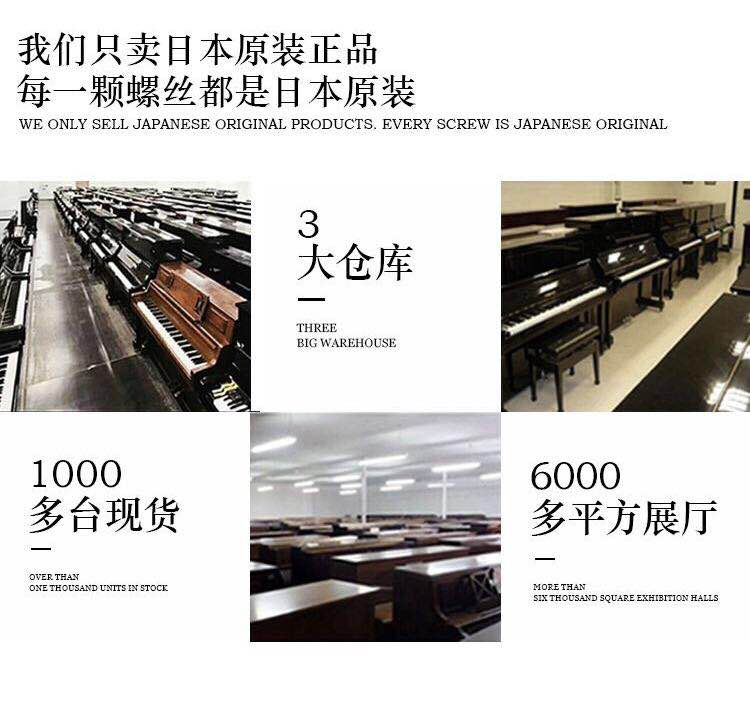 我们只卖日本原装正品
每一颗螺丝都是日本原装
WE ONLY SELL JAPANESE ORIGINAL PRODUCTS. EVERY SCREW IS JAPANESE ORIGINAL
3
大仓库
THREE
BIG WAREHOUSE
1000
多台现货
OVER THAN
ONE THOUSAND UNITS IN STOCK
6000
多平方展厅
MORE THAN
SIX THOUSAND SQUARE EXHIBITION HALLS